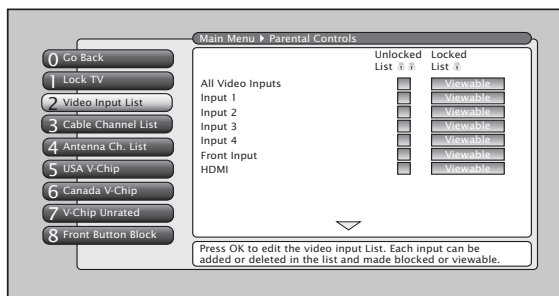 Main Menu ▶ Parental Controls
0 Go Back
1 Lock TV
2 Video Input List
3 Cable Channel List
4 Antenna Ch. List
5 USA V-Chip
6 Canada V-Chip
7 V-Chip Unrated
8 Front Button Block
Unlocked Locked
List List
All Video Inputs Viewable
Input 1 Viewable
Input 2 Viewable
Input 3 Viewable
Input 4 Viewable
Front Input Viewable
HDMI Viewable
Press OK to edit the video input List. Each input can be
added or deleted in the list and made blocked or viewable.